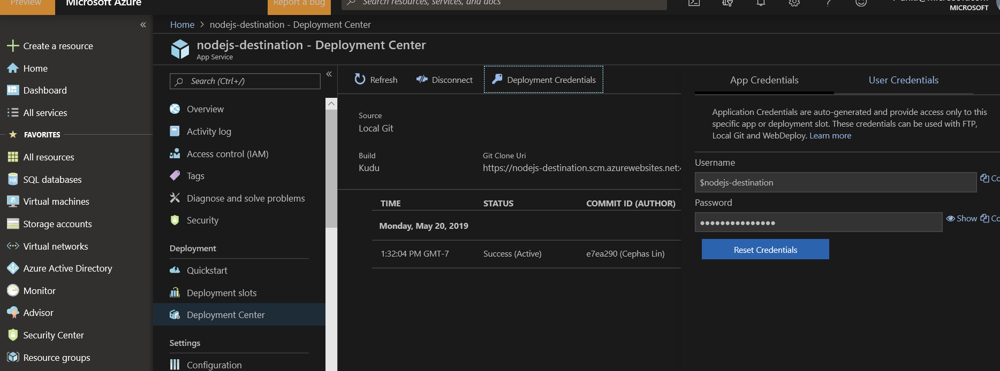 Preview
Microsoft Azure
Report a bug
Search resources, services, and docs
MICROSOFT
Create a resource
Home
Dashboard
All services
FAVORITES
All resources
SQL databases
Virtual machines
Storage accounts
Virtual networks
Azure Active Directory
Monitor
Advisor
Security Center
Resource groups
Home > nodejs-destination - Deployment Center
nodejs-destination - Deployment Center
App Service
Search (Ctrl+/)
Overview
Activity log
Access control (IAM)
Tags
Diagnose and solve problems
Security
Deployment
Quickstart
Deployment slots
Deployment Center
Settings
Configuration
Refresh
Disconnect
Deployment Credentials
Source
Local Git
Build
Kudu
Git Clone Uri
https://nodejs-destination.scm.azurewebsites.net:4
TIME STATUS COMMIT ID (AUTHOR)
Monday, May 20, 2019
1:32:04 PM GMT-7 Success (Active) e7ea290 (Cephas Lin)
App Credentials
User Credentials
Application Credentials are auto-generated and provide access only to this
specific app or deployment slot. These credentials can be used with FTP,
Local Git and WebDeploy. Learn more
Username
$nodejs-destination
Co
Password
●●●●●●●●●●●●●●●
Show Co
Reset Credentials